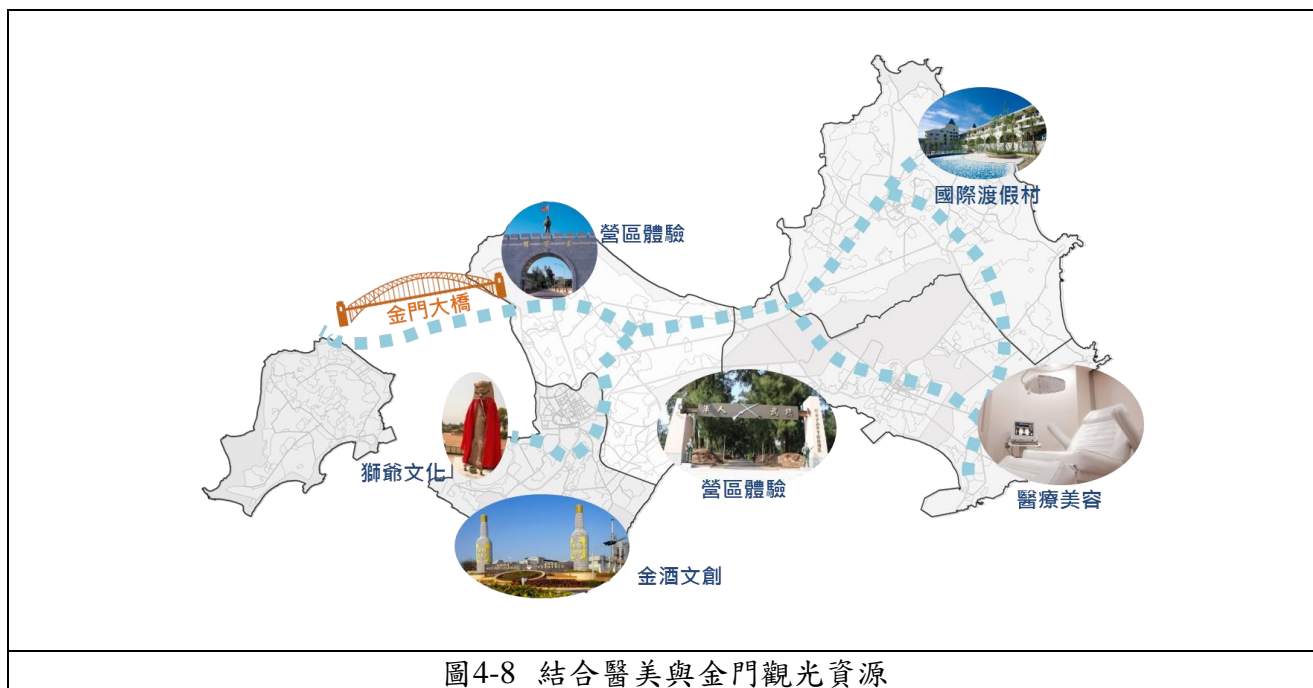 國際渡假村
營區體驗
金門大橋
獅爺文化
營區體驗
醫療美容
金酒文創
圖4-8 結合醫美與金門觀光資源